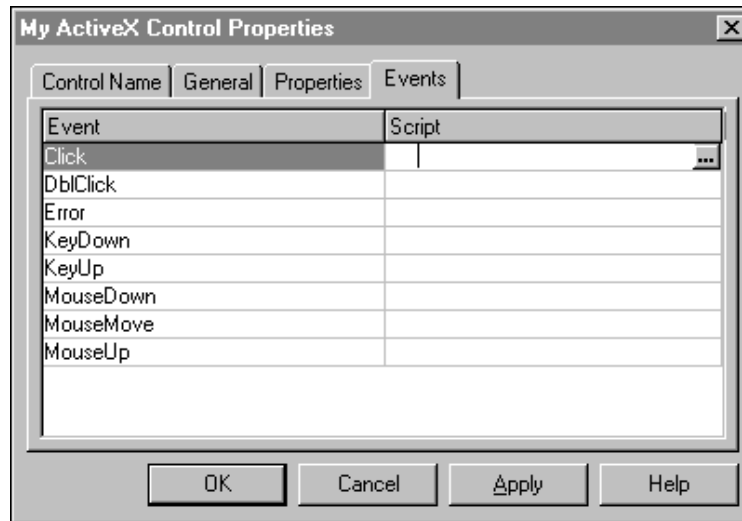 My ActiveX Control Properties
Control Name General Properties Events
Event Script
Click ...
DblClick
Error
KeyDown
KeyUp
MouseDown
MouseMove
MouseUp
OK Cancel Apply Help